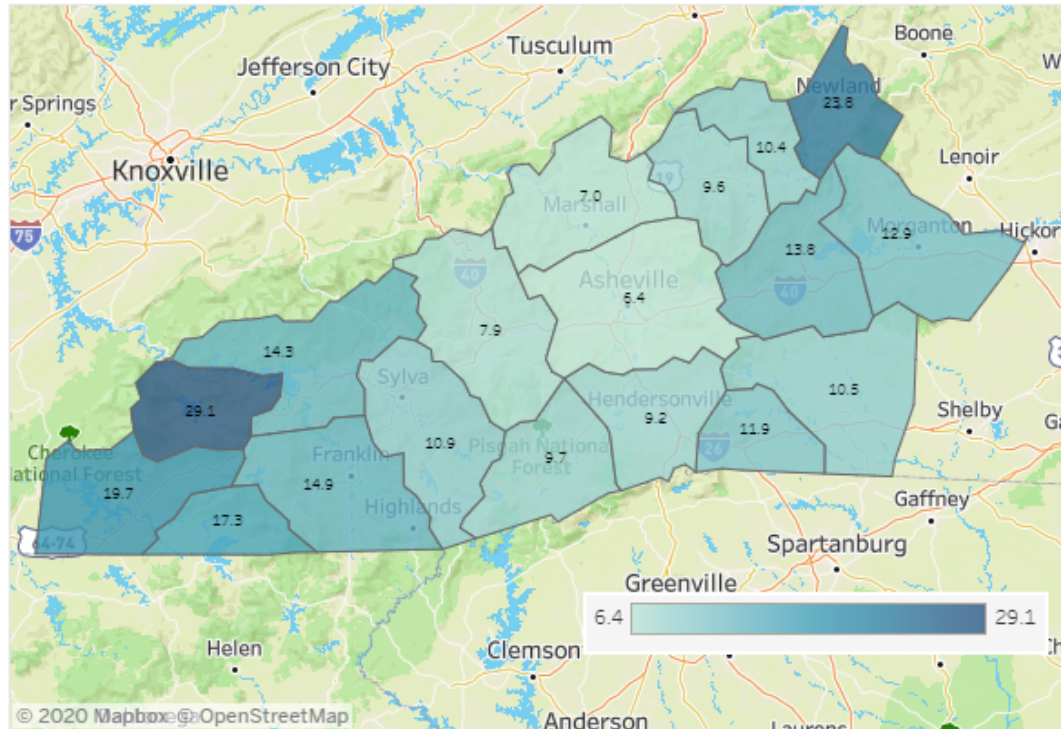 Boone
Tusculum
Jefferson City
W
Newland
r Springs
23.8
10.4
Lenoir
Knoxville
19
9.6
7.0
Marshall
Morganton
75
12.9
Hickor
13.8
40
Asheville
40
6.4
7.9
14.3
Sylva
29.1
Hendersonville
10.5
9.2
Shelby
11.9
Ga
Cherokee
National Forest
Franklin
10.9
Pisgah National
Forest
26
9.7
19.7
14.9
Highlands
17.3
Gaffney
64-74
Spartanburg
Greenville
6.4
29.1
Helen
Clemson
Ch
© 2020 Mapbox © OpenStreetMap
Anderson
Laurens